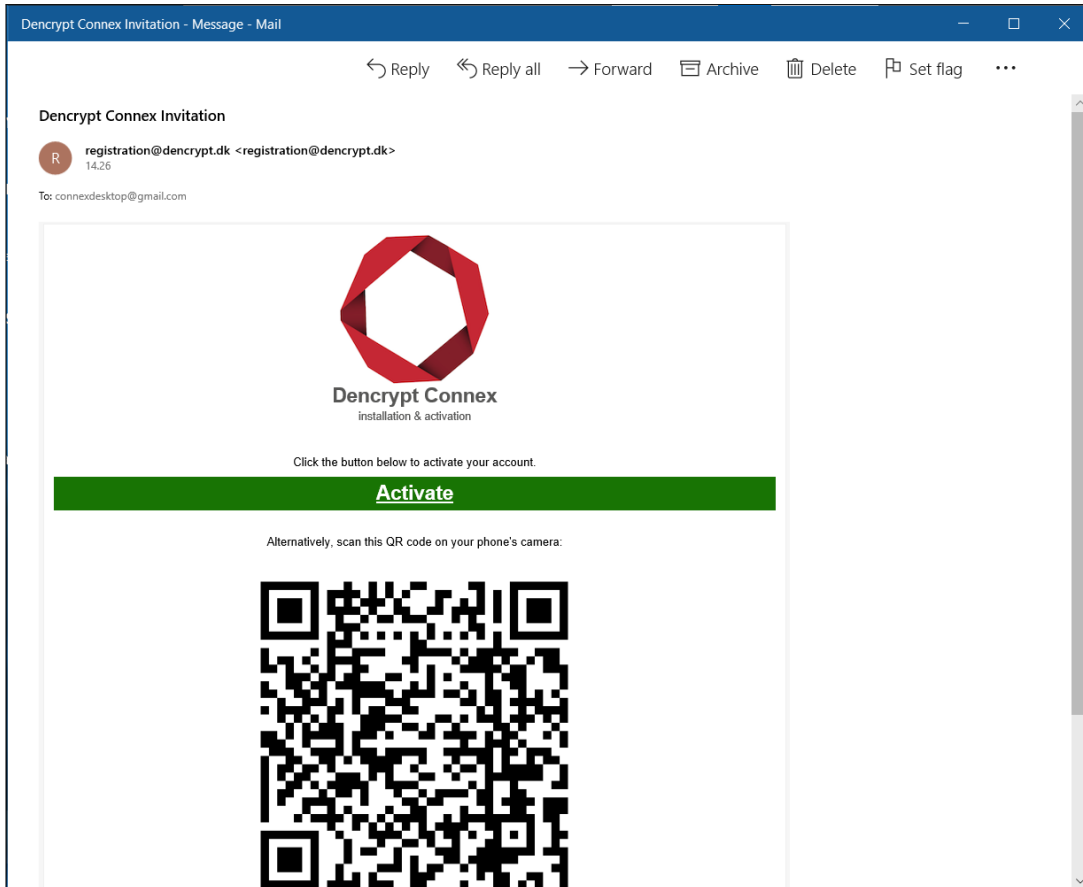 Dencrypt Connex Invitation - Message - Mail
Reply Reply all Forward Archive Delete Set flag
Dencrypt Connex Invitation
R
registration@dencrypt.dk <registration@dencrypt.dk>
14.26
To: connexdesktop@gmail.com
Dencrypt Connex
installation & activation
Click the button below to activate your account.
Activate
Alternatively, scan this QR code on your phone's camera: